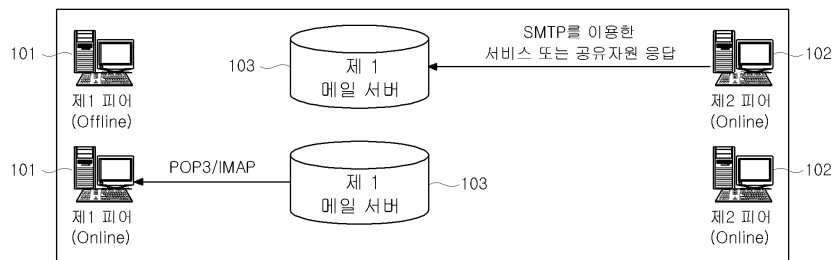 SMTP를 이용한
서비스 또는 공유자원 응답
101
103
제 1
메일 서버
102
제1 피어
(Offline)
제2 피어
(Online)
101
POP3/IMAP
제 1
메일 서버
103
102
제1 피어
(Online)
제2 피어
(Online)